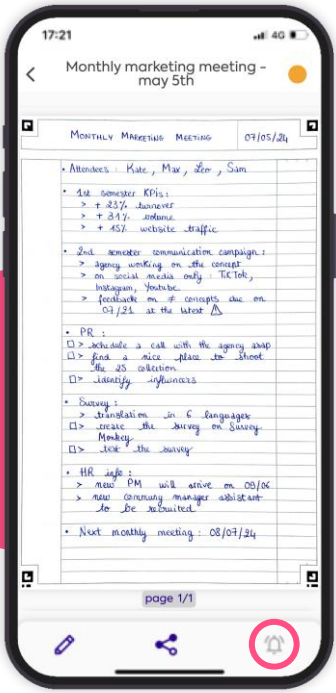 17:21
4G
Monthly marketing meeting -
may 5th
MONTHLY MARKETING MEETING
07/05/24
• Attendees : Kate, Max, Leo, Sam
• 1st semester KPIs :
> + 23% turnover
> + 31% volume
> + 45% website traffic
• 2nd semester communication campaign :
> agency working on the concept
> on social media only : TikTok,
Instagram, Youtube
> feedback on ≠ concepts due on
07/21 at the latest ⚠
• PR :
□> schedule a call with the agency asap
□> find a nice place to shoot
the 25 collection
□> identify influencers
• Survey :
> translation in 6 languages
□> create the survey on Survey
Monkey
□> test the survey
• HR info :
> new PM will arrive on 09/06
> new community manager assistant
to be recruited
• Next monthly meeting : 08/07/24
page 1/1